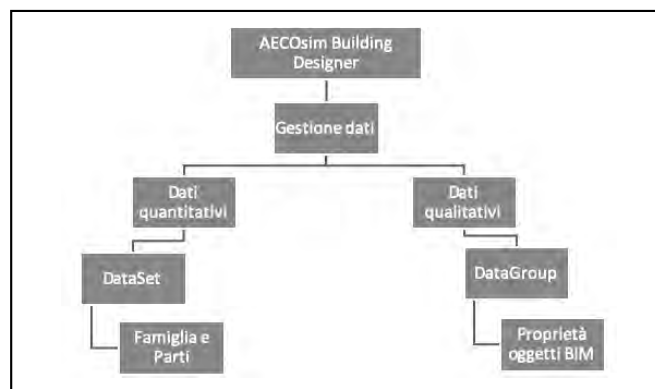 AECOsim Building
Designer
Gestione dati
Dati
quantitativi
Dati
qualitativi
DataSet
DataGroup
Famiglia e
Parti
Proprietà
oggetti BIM